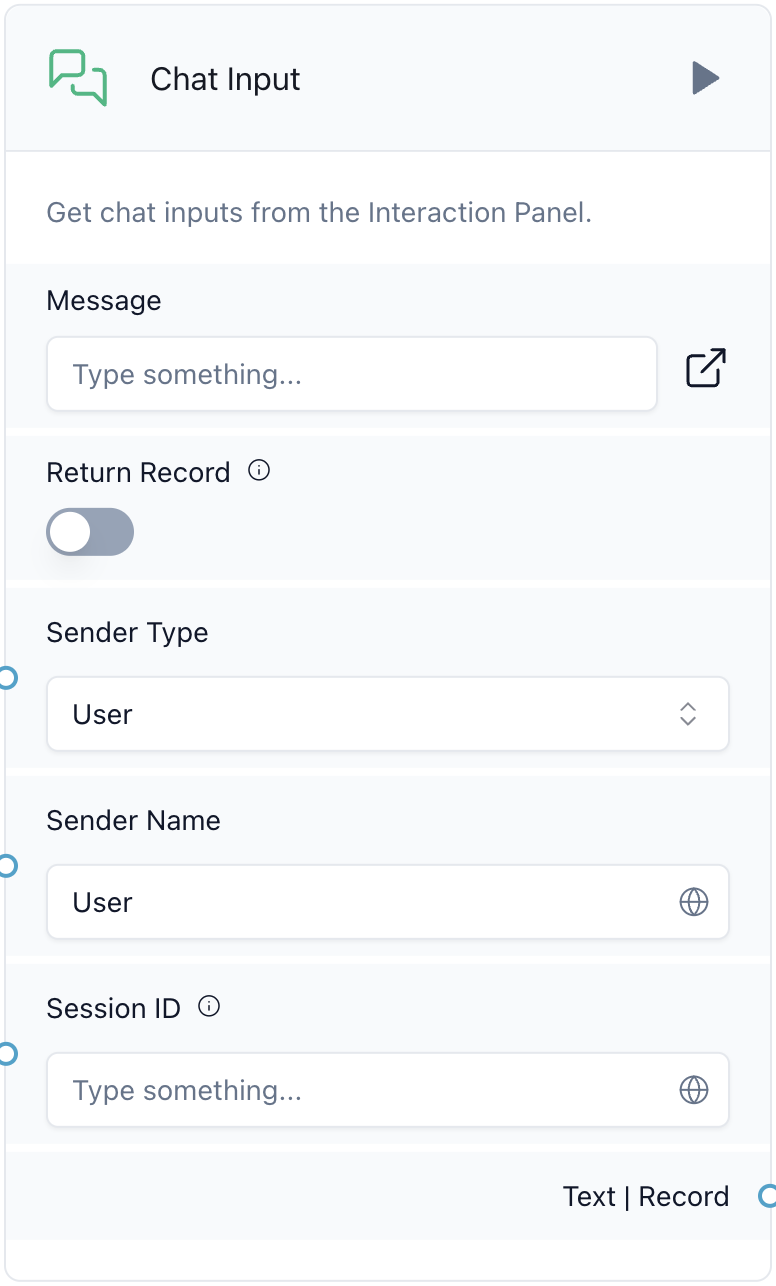 Chat Input
Get chat inputs from the Interaction Panel.
Message
Type something...
Return Record
Sender Type
User
Sender Name
User
Session ID
Type something...
Text | Record